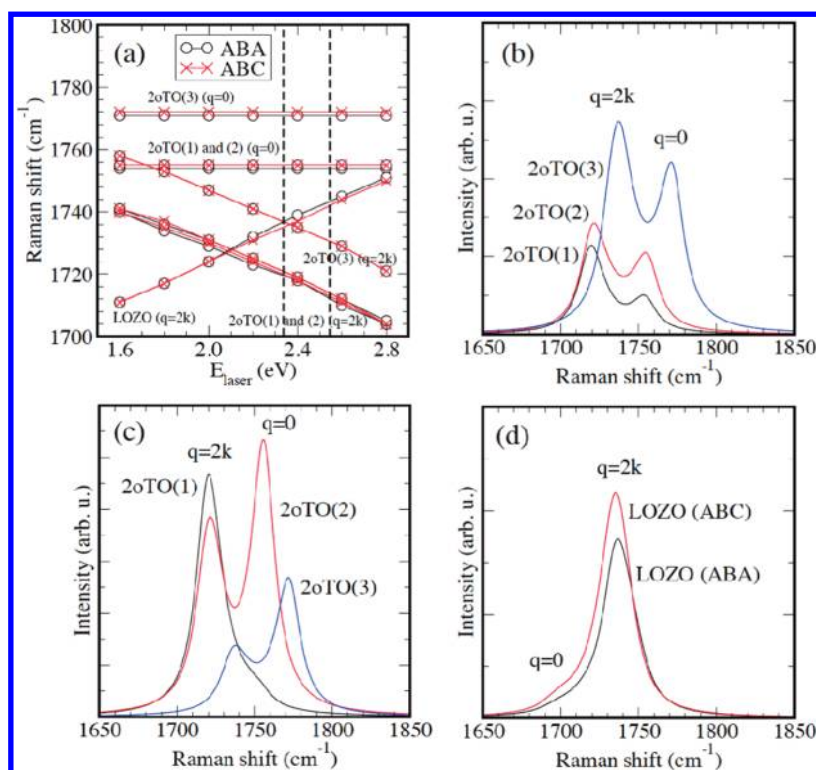 (a)
ABA
ABC
2oTO(3) (q=0)
2oTO(1) and (2) (q=0)
2oTO(3) (q=2k)
LOZO (q=2k)
2oTO(1) and (2) (q=2k)
1800
1780
1760
1740
1720
1700
Raman shift (cm-1)
1.6
2.0
2.4
2.8
Elaser (eV)
(b)
q=2k
q=0
2oTO(3)
2oTO(2)
2oTO(1)
Intensity (arb. u.)
1650
1700
1750
1800
1850
Raman shift (cm-1)
(c)
q=0
q=2k
2oTO(1)
2oTO(2)
2oTO(3)
Intensity (arb. u.)
1650
1700
1750
1800
1850
Raman shift (cm-1)
(d)
q=2k
LOZO (ABC)
LOZO (ABA)
q=0
Intensity (arb. u.)
1650
1700
1750
1800
1850
Raman shift (cm-1)